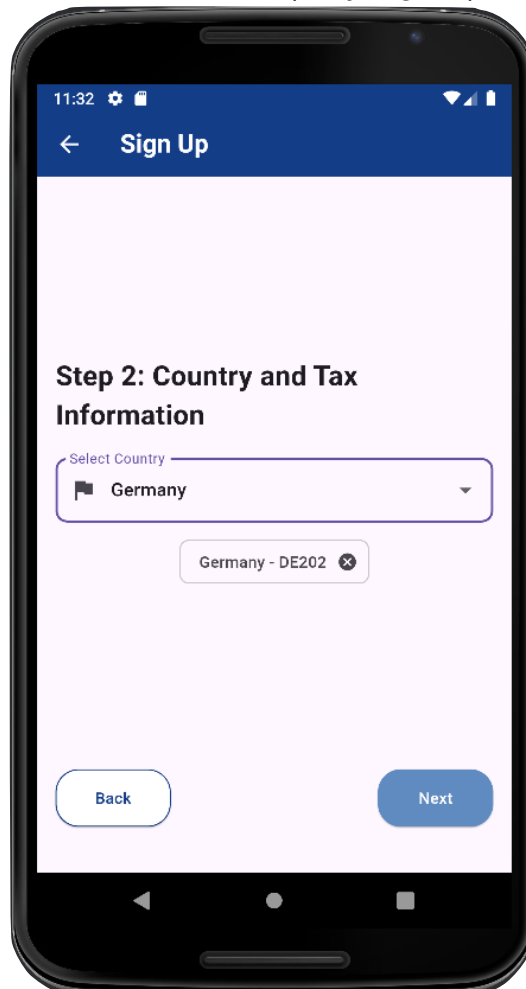 11:32
Sign Up
Step 2: Country and Tax
Information
Select Country
Germany
Germany - DE202
Back
Next